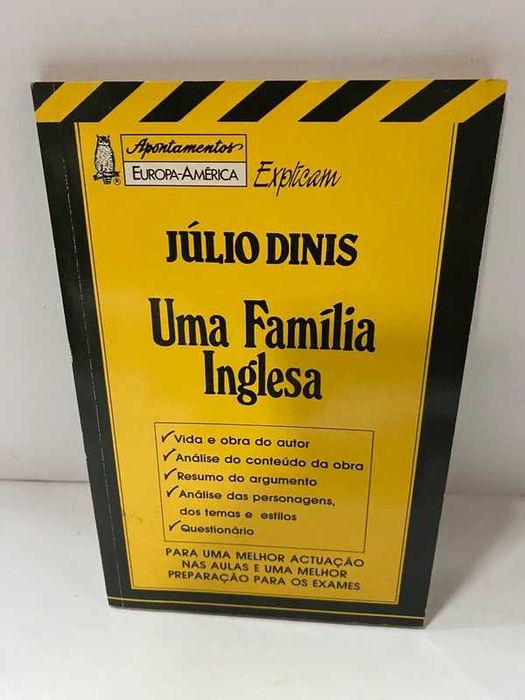 Apontamentos
EUROPA-AMÉRICA Explicam
®
JÚLIO DINIS
Uma Família
Inglesa
✓Vida e obra do autor
✓Análise do conteúdo da obra
✓Resumo do argumento
✓Análise das personagens,
dos temas e estilos
✓Questionário
PARA UMA MELHOR ACTUAÇÃO
NAS AULAS E UMA MELHOR
PREPARAÇÃO PARA OS EXAMES